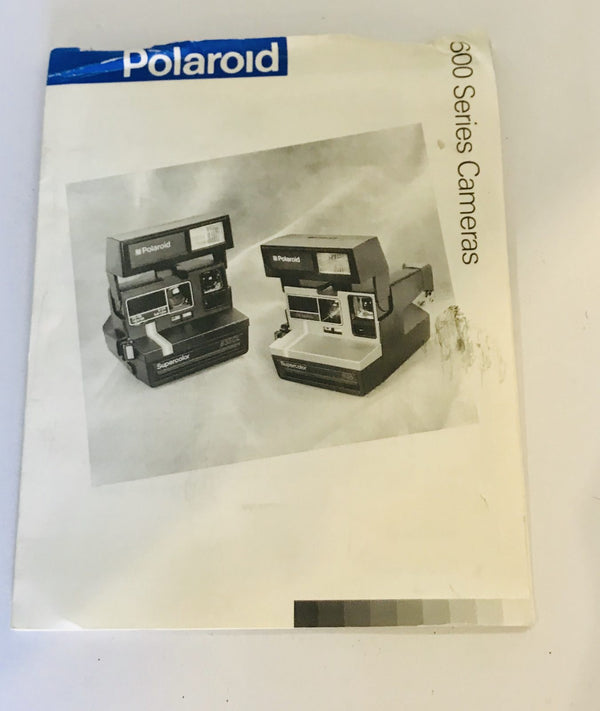 Polaroid
600 Series Cameras
Polaroid
Supercolor
Polaroid
Supercolor